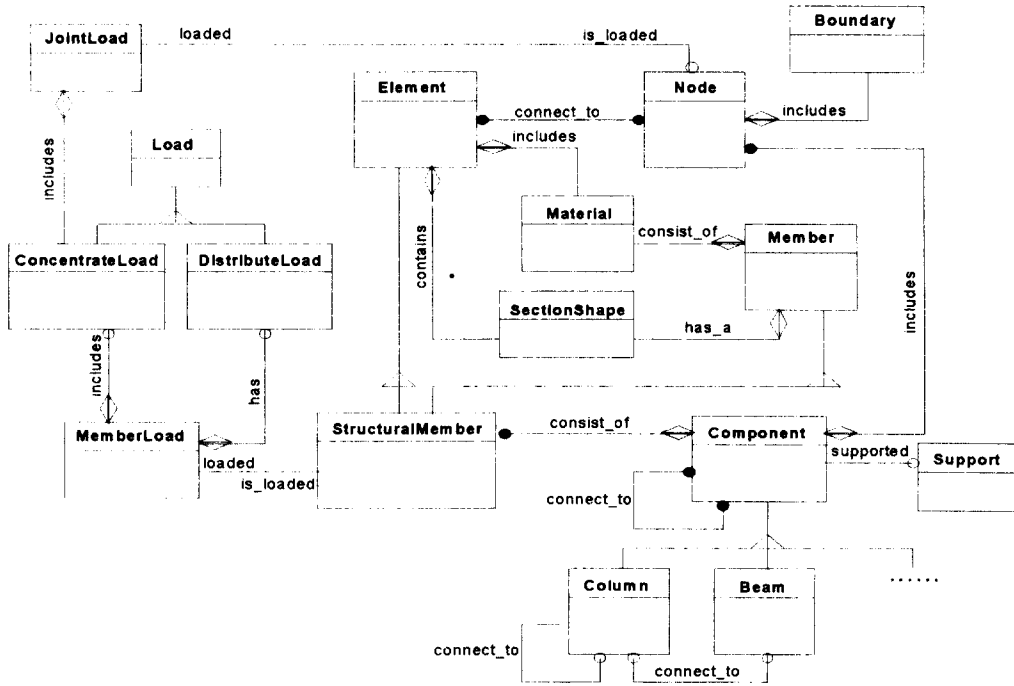 Boundary
JointLoad
loaded
is_loaded
Element
Node
connect_to
includes
includes
includes
Load
Material
consist_of
Member
ConcentrateLoad
DistributeLoad
contains
SectionShape
has_a
includes
includes
has
MemberLoad
StructuralMember
consist_of
Component
loaded
is_loaded
supported
Support
connect_to
Column
Beam
......
connect_to
connect_to